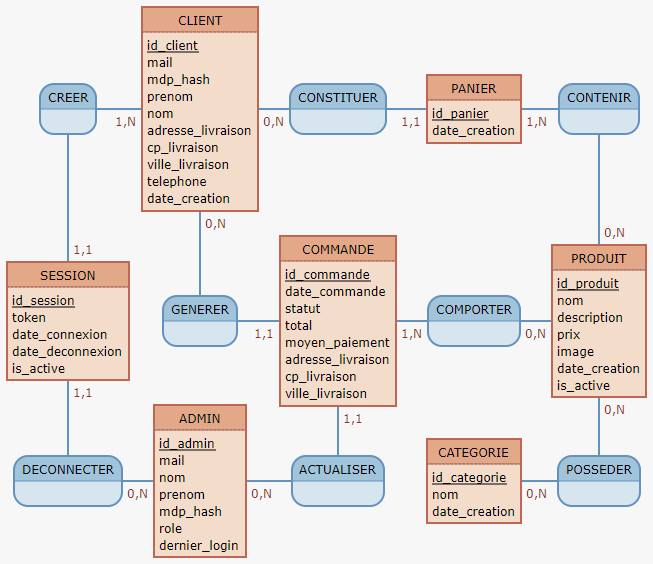 CLIENT
id_client
mail
mdp_hash
prenom
nom
adresse_livraison
cp_livraison
ville_livraison
telephone
date_creation
CREER
1,N
0,N
CONSTITUER
1,1
PANIER
id_panier
date_creation
1,N
CONTENIR
0,N
1,1
0,N
SESSION
id_session
token
date_connexion
date_deconnexion
is_active
GENERER
1,1
COMMANDE
id_commande
date_commande
statut
total
moyen_paiement
adresse_livraison
cp_livraison
ville_livraison
1,N
COMPORTER
0,N
PRODUIT
id_produit
nom
description
prix
image
date_creation
is_active
1,1
1,1
0,N
DECONNECTER
0,N
ADMIN
id_admin
mail
nom
prenom
mdp_hash
role
dernier_login
0,N
ACTUALISER
CATEGORIE
id_categorie
nom
date_creation
0,N
POSSEDER